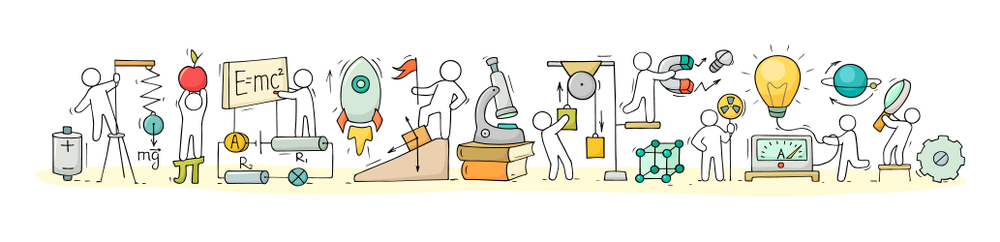 +
mg
π
E=mc²
A
R₂
R₁
A